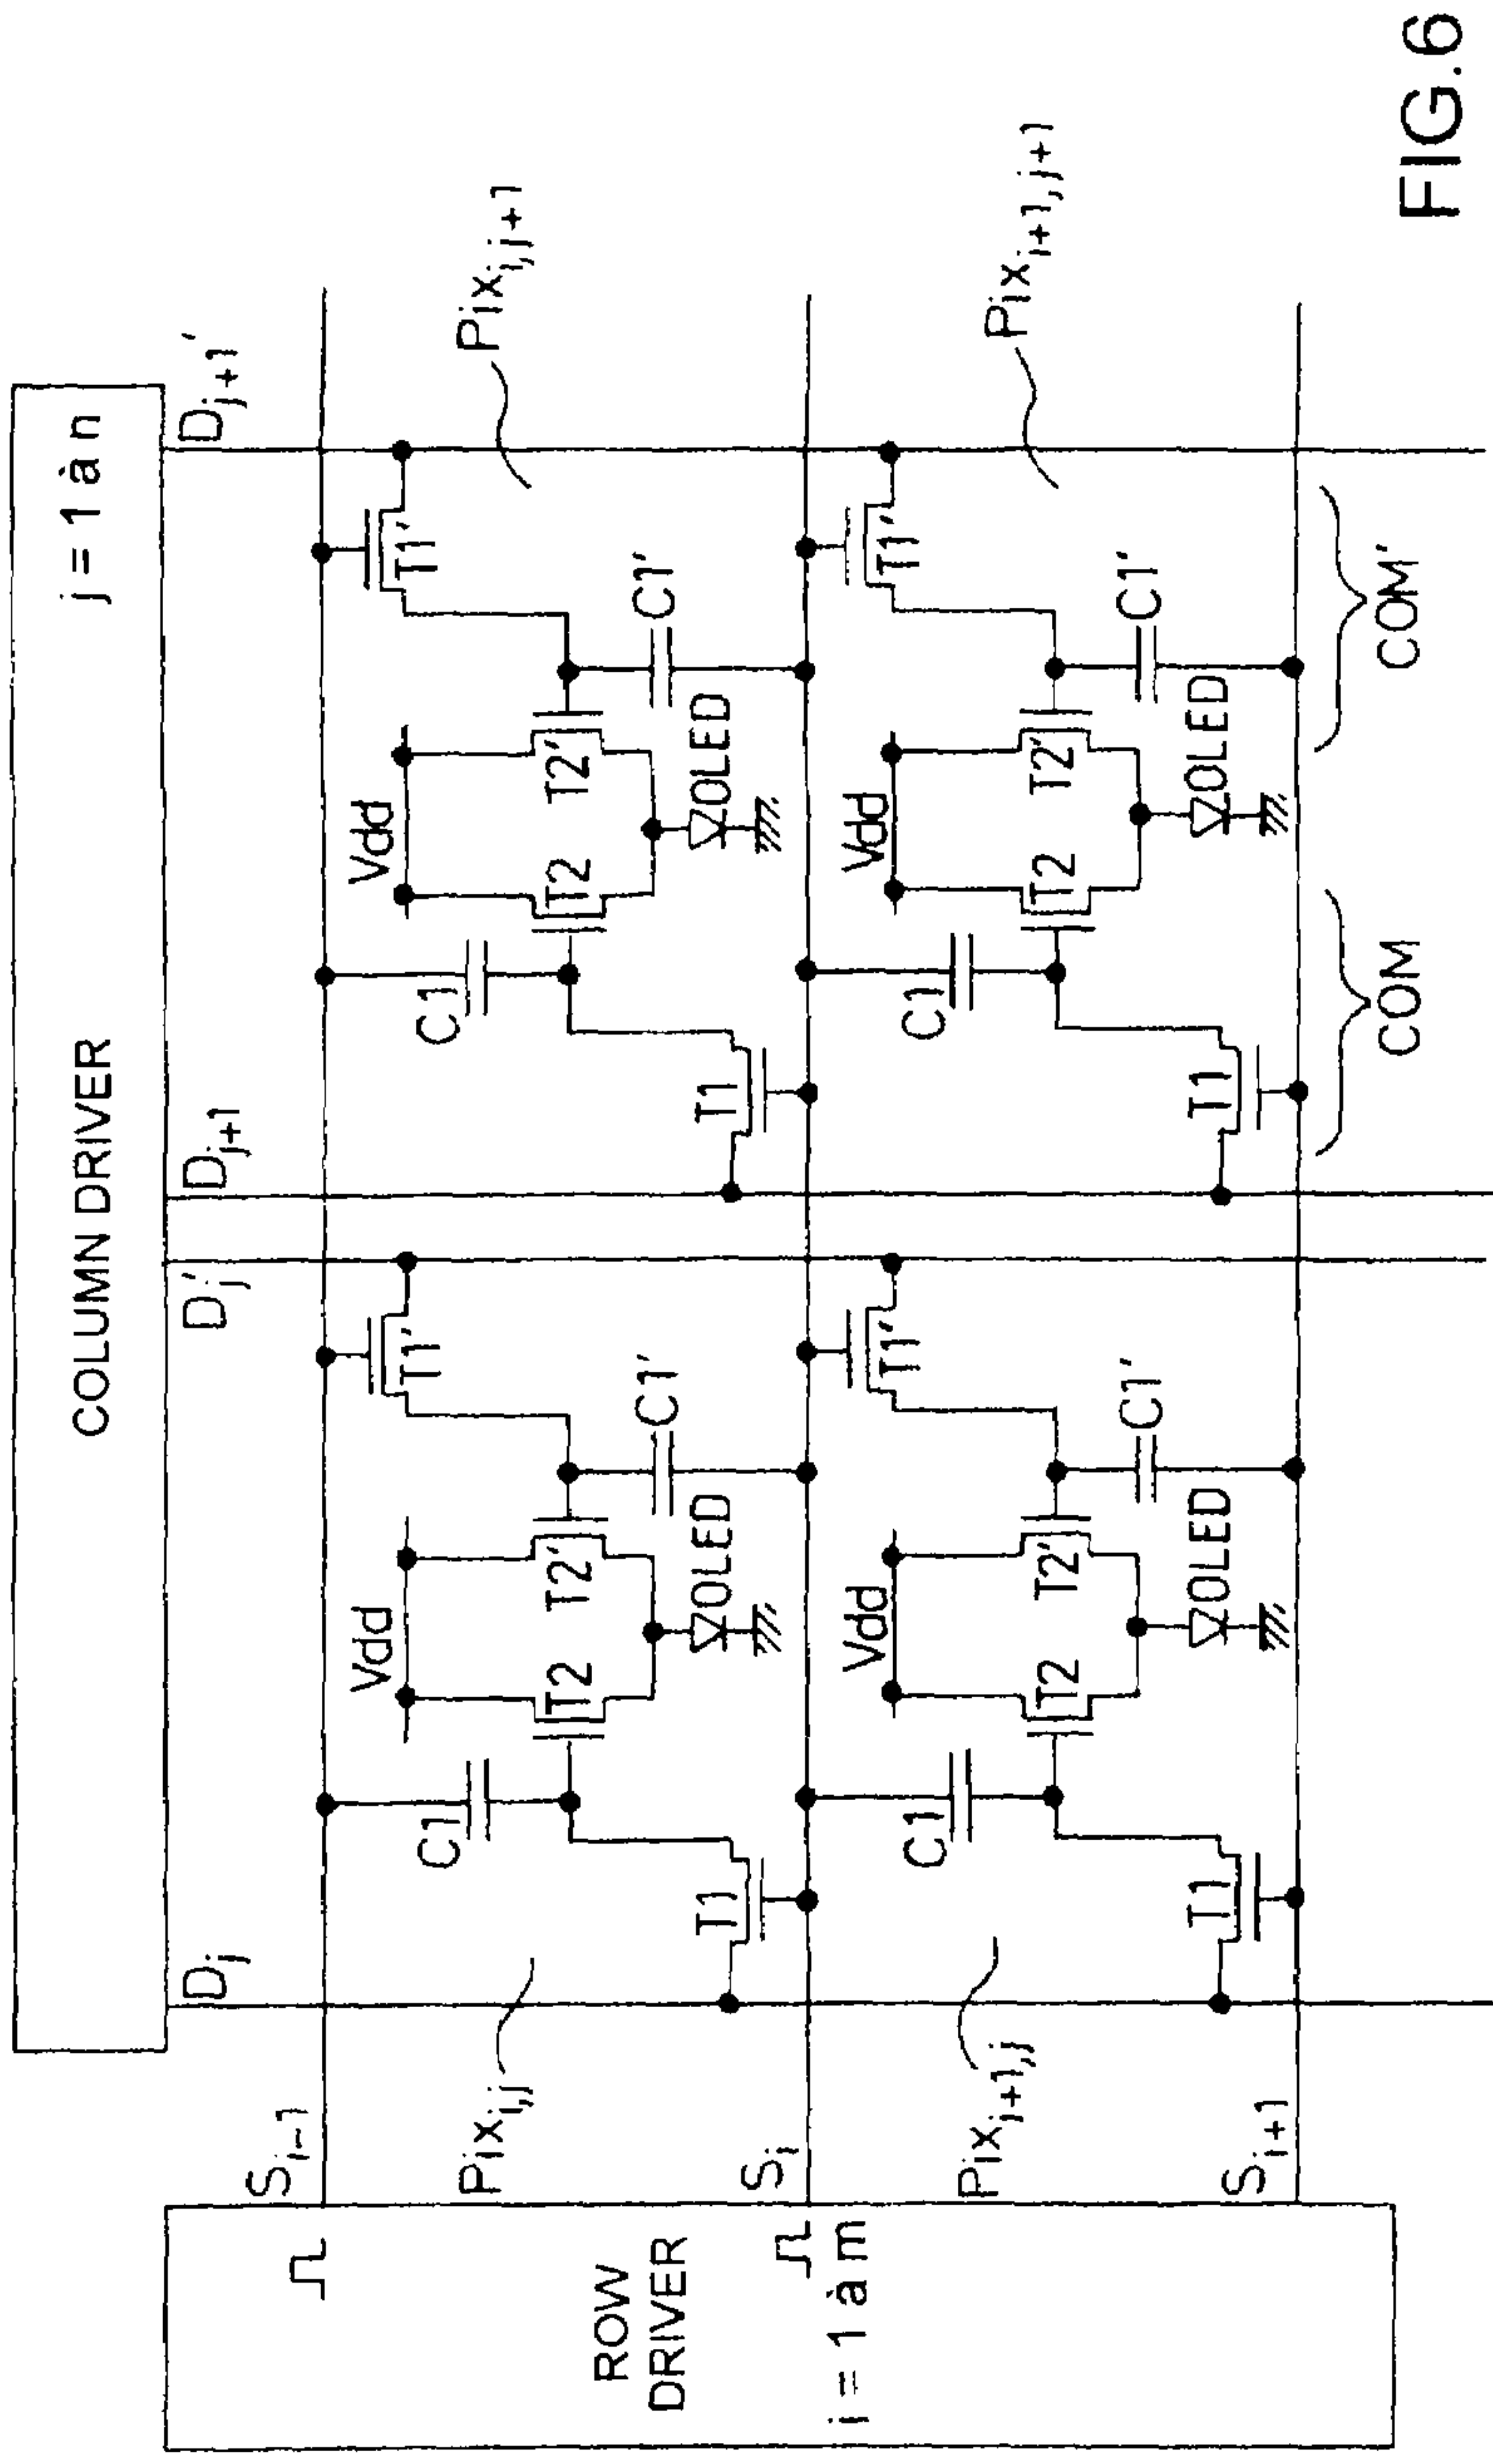 COLUMN DRIVER
j = 1 à n
Dj
Dj'
Dj+1
Dj+1'
Si-1
C1
Vdd
T1'
C1
Vdd
T1'
Pixi,j
T2
T2'
C1'
T2
T2'
C1'
Pixi,j+1
OLED
OLED
T1
T1
Si
ROW
DRIVER
i = 1 à m
C1
Vdd
T1'
C1
Vdd
T1'
Pixi+1,j
T2
T2'
C1'
T2
T2'
C1'
Pixi+1,j+1
OLED
OLED
T1
T1
Si+1
COM
COM'
FIG.6